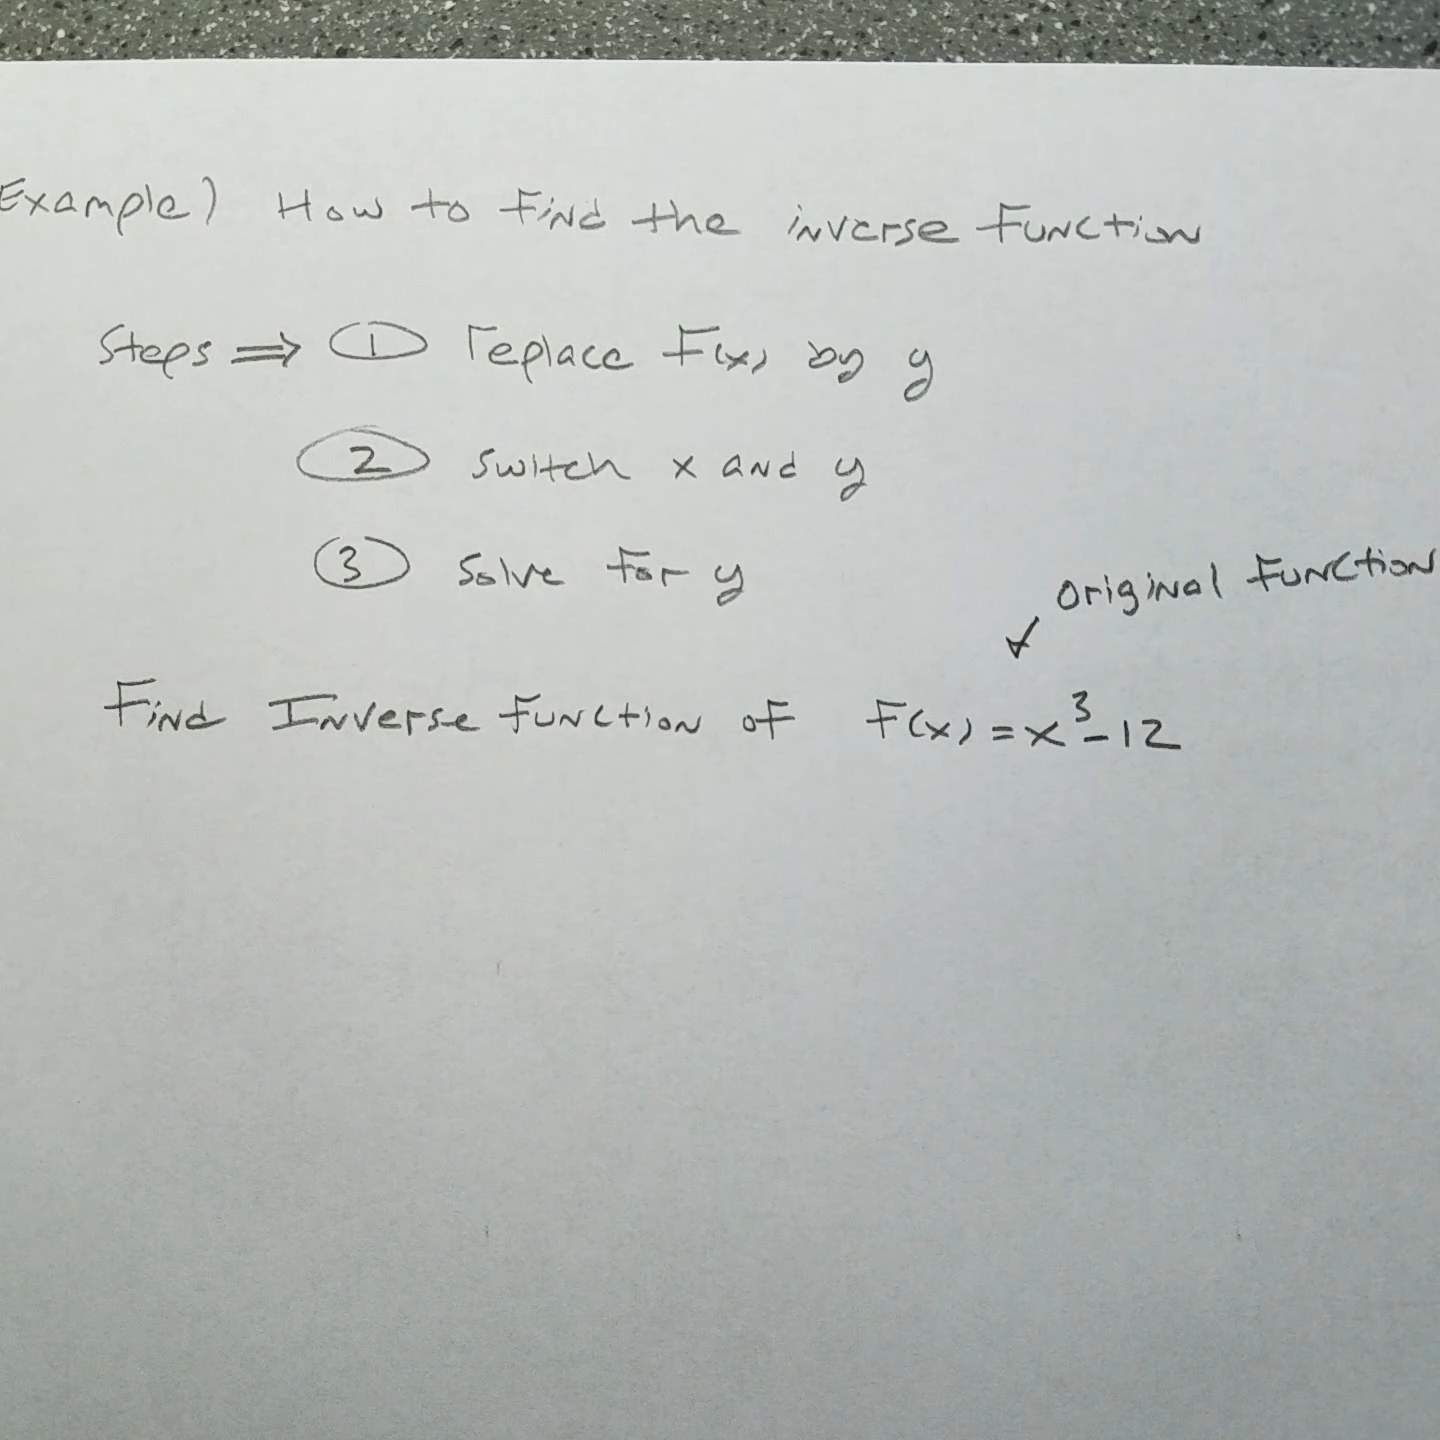 Example) How to Find the inverse Function
Steps ⇒ ① replace F(x) by y
② switch x and y
③ Solve for y
original Function
Find Inverse Function of F(x) = x³-12